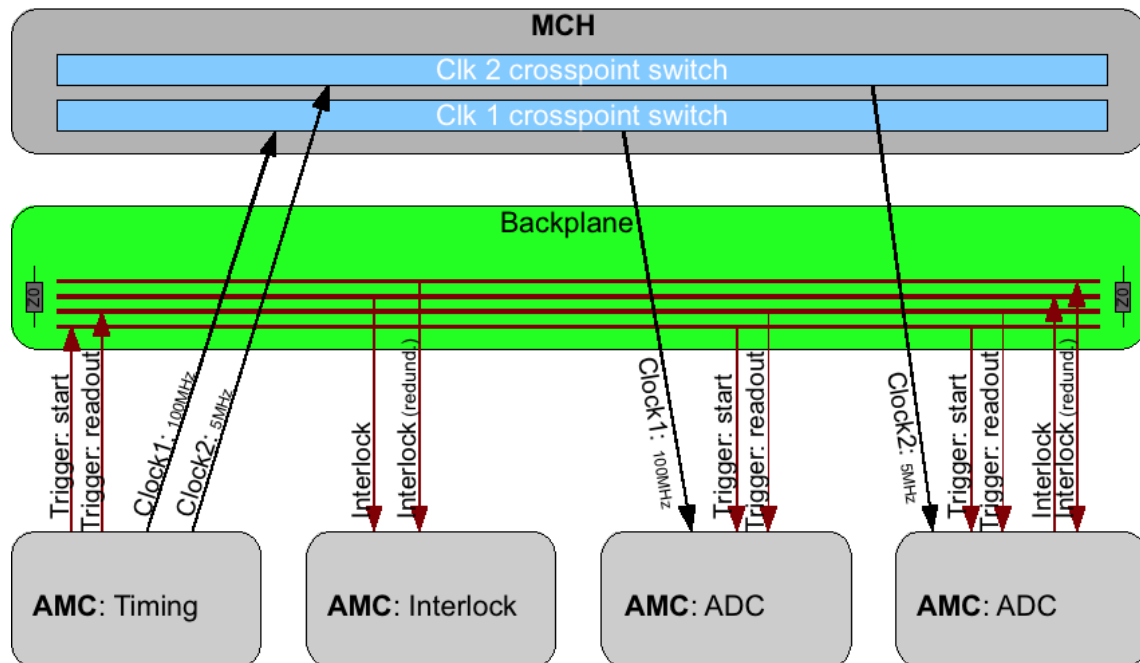 MCH
Clk 2 crosspoint switch
Clk 1 crosspoint switch
Backplane
Z0
Z0
Trigger: start
Trigger: readout
Clock1: 100MHz
Clock2: 5MHz
Interlock
Interlock (redund.)
Clock1: 100MHz
Trigger: start
Trigger: readout
Clock2: 5MHz
Trigger: start
Trigger: readout
Interlock
Interlock (redund.)
AMC: Timing
AMC: Interlock
AMC: ADC
AMC: ADC